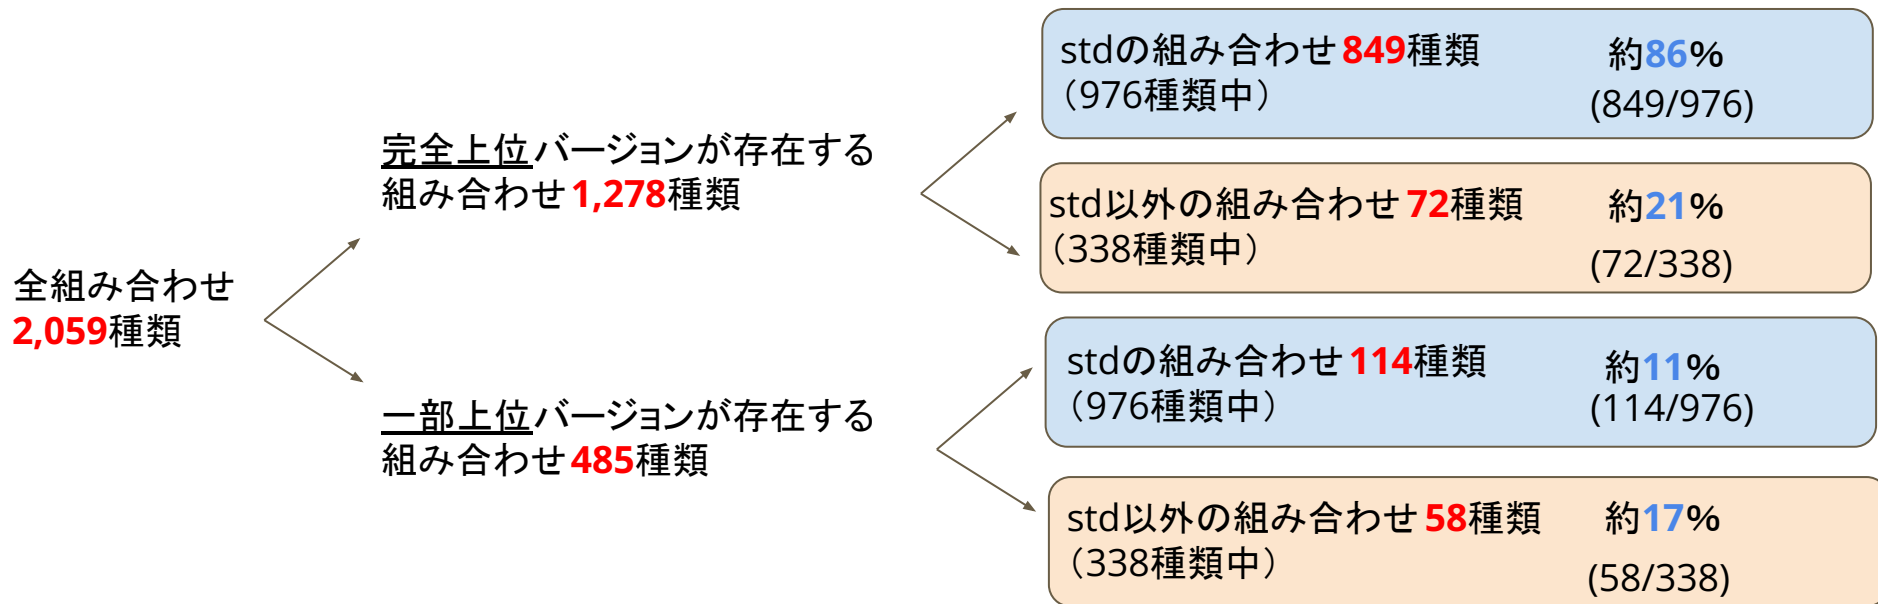 全組み合わせ
2,059種類
完全上位バージョンが存在する
組み合わせ1,278種類
一部上位バージョンが存在する
組み合わせ485種類
stdの組み合わせ849種類
（976種類中）
約86%
(849/976)
std以外の組み合わせ72種類
（338種類中）
約21%
(72/338)
stdの組み合わせ114種類
（976種類中）
約11%
(114/976)
std以外の組み合わせ58種類
（338種類中）
約17%
(58/338)